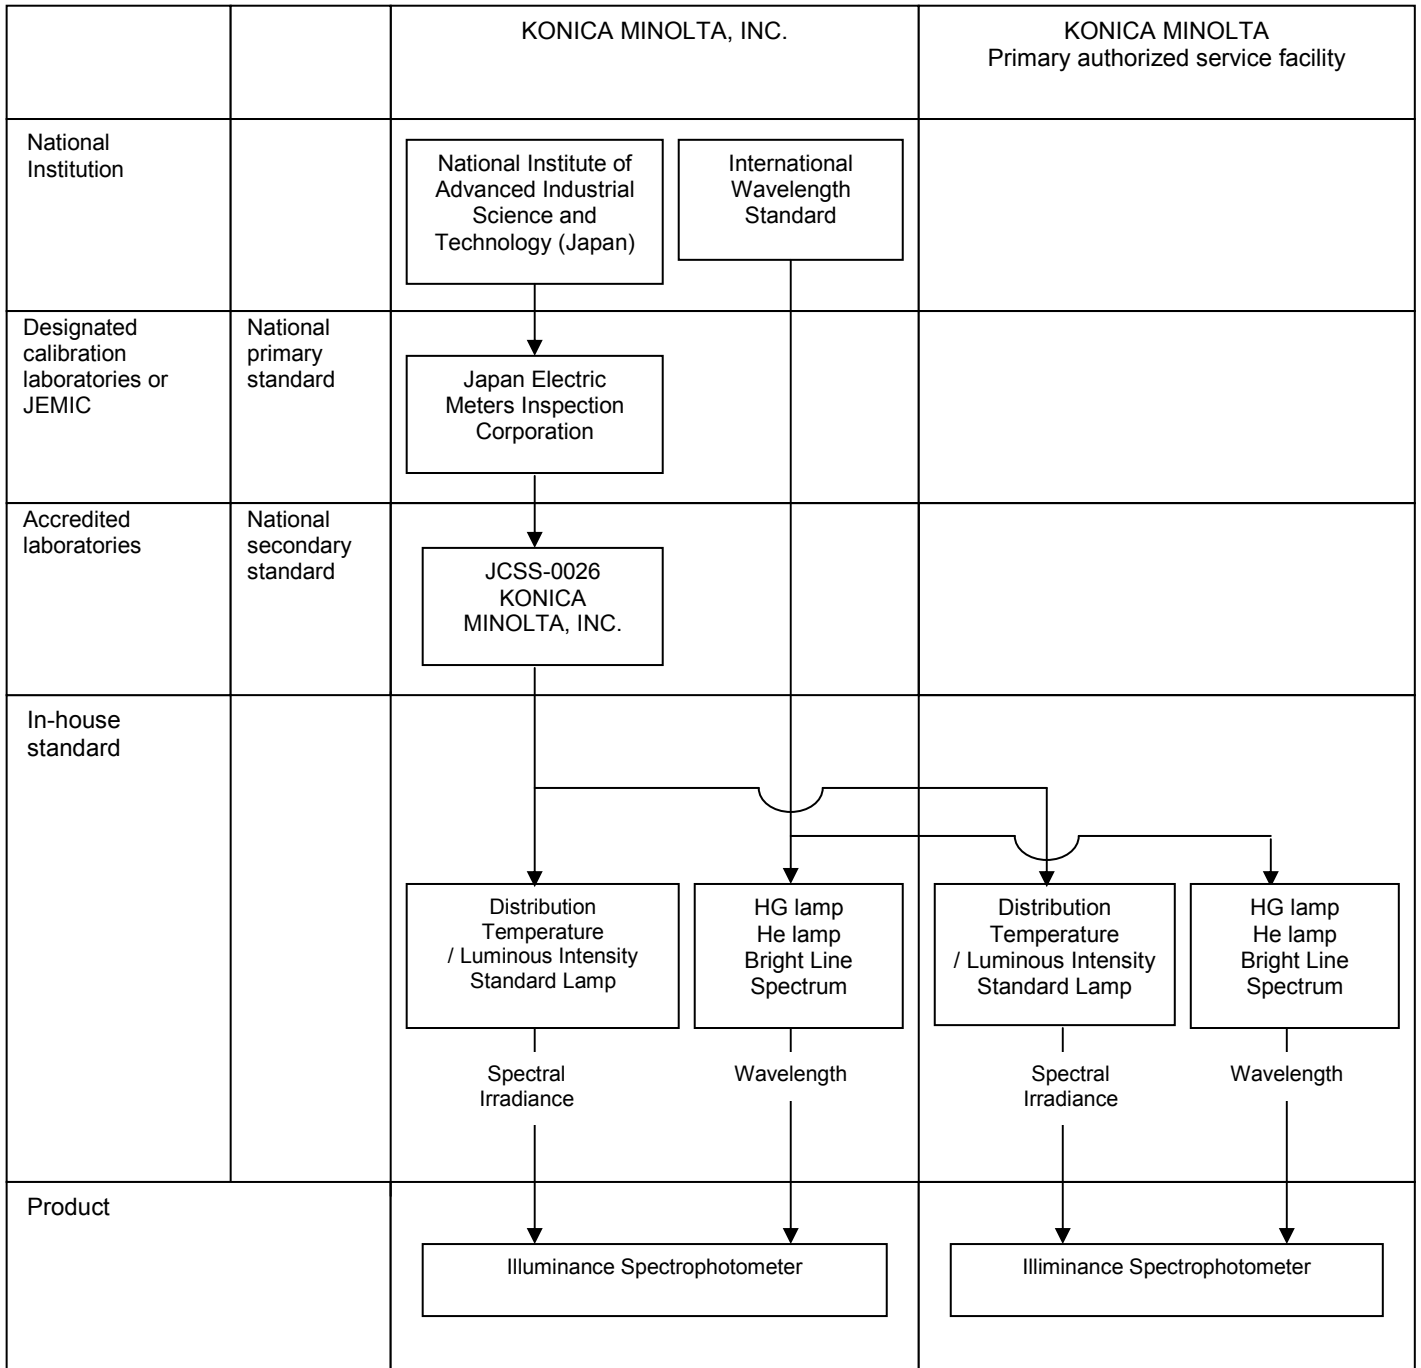 KONICA MINOLTA, INC.
KONICA MINOLTA
Primary authorized service facility
National
Institution
National Institute of
Advanced Industrial
Science and
Technology (Japan)
International
Wavelength
Standard
Designated
calibration
laboratories or
JEMIC
National
primary
standard
Japan Electric
Meters Inspection
Corporation
Accredited
laboratories
National
secondary
standard
JCSS-0026
KONICA
MINOLTA, INC.
In-house
standard
Distribution
Temperature
/ Luminous Intensity
Standard Lamp
HG lamp
He lamp
Bright Line
Spectrum
Distribution
Temperature
/ Luminous Intensity
Standard Lamp
HG lamp
He lamp
Bright Line
Spectrum
Spectral
Irradiance
Wavelength
Spectral
Irradiance
Wavelength
Product
Illuminance Spectrophotometer
Illiminance Spectrophotometer